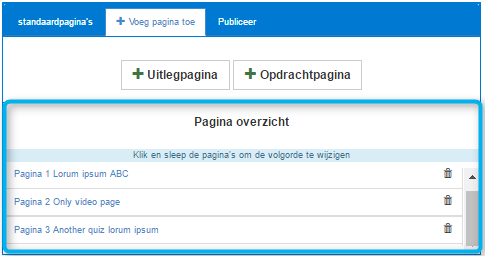 standaardpagina's Voeg pagina toe Publiceer
Uitlegpagina Opdrachtpagina
Pagina overzicht
Klik en sleep de pagina's om de volgorde te wijzigen
Pagina 1 Lorum ipsum ABC
Pagina 2 Only video page
Pagina 3 Another quiz lorum ipsum